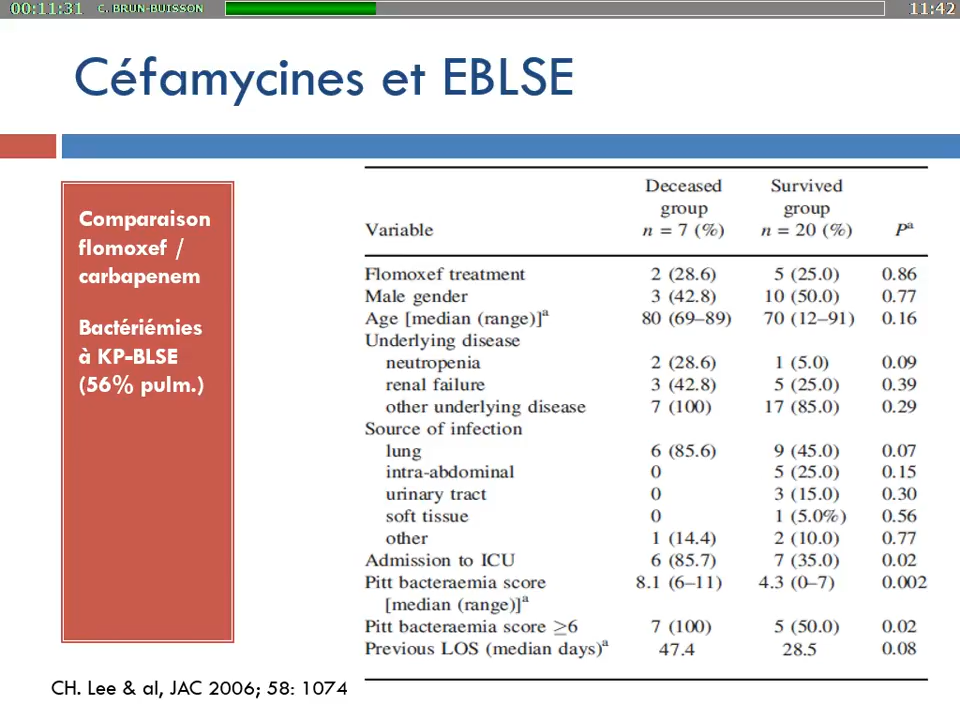 00:11:31 C. BRUN-BUISSON 11:42
Céfamycines et EBLSE
Comparaison
flomoxef /
carbapenem
Bactériémies
à KP-BLSE
(56% pulm.)
Deceased Survived
group group
Variable n = 7 (%) n = 20 (%) Pᵃ
Flomoxef treatment 2 (28.6) 5 (25.0) 0.86
Male gender 3 (42.8) 10 (50.0) 0.77
Age [median (range)]ᵃ 80 (69–89) 70 (12–91) 0.16
Underlying disease
neutropenia 2 (28.6) 1 (5.0) 0.09
renal failure 3 (42.8) 5 (25.0) 0.39
other underlying disease 7 (100) 17 (85.0) 0.29
Source of infection
lung 6 (85.6) 9 (45.0) 0.07
intra-abdominal 0 5 (25.0) 0.15
urinary tract 0 3 (15.0) 0.30
soft tissue 0 1 (5.0%) 0.56
other 1 (14.4) 2 (10.0) 0.77
Admission to ICU 6 (85.7) 7 (35.0) 0.02
Pitt bacteraemia score 8.1 (6–11) 4.3 (0–7) 0.002
[median (range)]ᵃ
Pitt bacteraemia score ≥6 7 (100) 5 (50.0) 0.02
Previous LOS (median days)ᵃ 47.4 28.5 0.08
CH. Lee & al, JAC 2006; 58: 1074